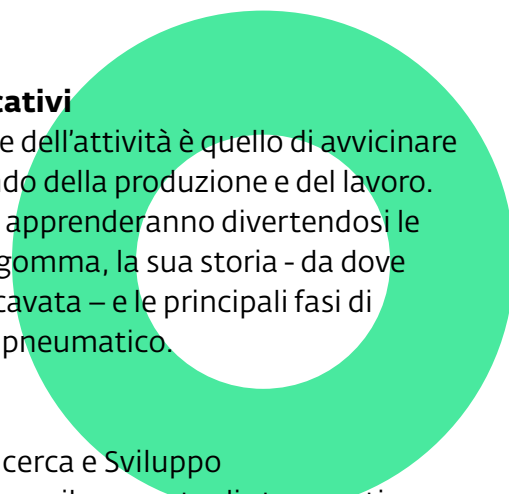 cativi
e dell'attività è quello di avvicinare
do della produzione e del lavoro.
apprenderanno divertendosi le
gomma, la sua storia - da dove
cavata – e le principali fasi di
pneumatico.
cerca e Sviluppo